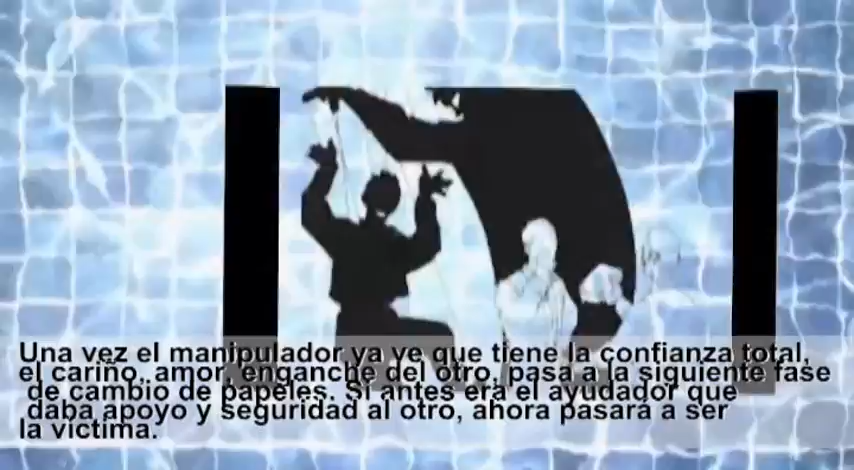 Una vez el manipulador ya ve que tiene la confianza total,
el cariño, amor, enganche del otro, pasa a la siguiente fase
de cambio de papeles. Si antes era el ayudador que
daba apoyo y seguridad al otro, ahora pasará a ser
la víctima.